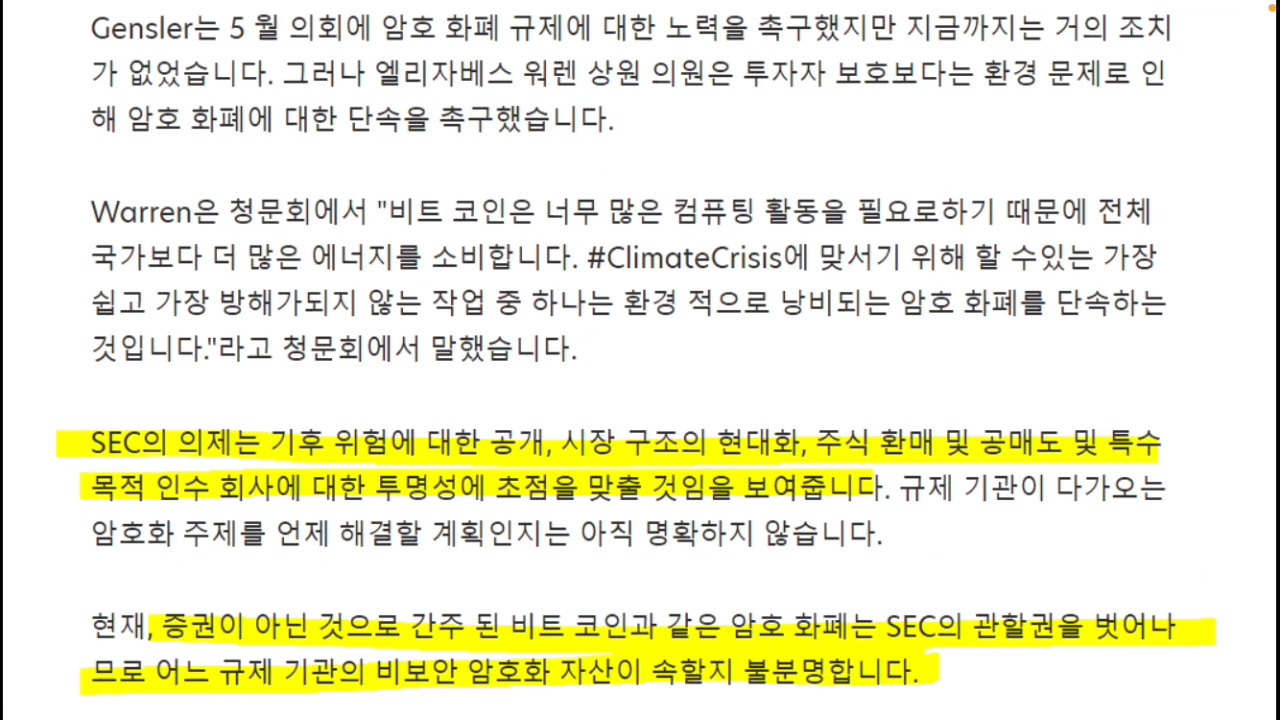 Gensler는 5 월 의회에 암호 화폐 규제에 대한 노력을 촉구했지만 지금까지는 거의 조치
가 없었습니다. 그러나 엘리자베스 워렌 상원 의원은 투자자 보호보다는 환경 문제로 인
해 암호 화폐에 대한 단속을 촉구했습니다.
Warren은 청문회에서 "비트 코인은 너무 많은 컴퓨팅 활동을 필요로하기 때문에 전체
국가보다 더 많은 에너지를 소비합니다. #ClimateCrisis에 맞서기 위해 할 수있는 가장
쉽고 가장 방해가되지 않는 작업 중 하나는 환경 적으로 낭비되는 암호 화폐를 단속하는
것입니다."라고 청문회에서 말했습니다.
SEC의 의제는 기후 위험에 대한 공개, 시장 구조의 현대화, 주식 환매 및 공매도 및 특수
목적 인수 회사에 대한 투명성에 초점을 맞출 것임을 보여줍니다. 규제 기관이 다가오는
암호화 주제를 언제 해결할 계획인지는 아직 명확하지 않습니다.
현재, 증권이 아닌 것으로 간주 된 비트 코인과 같은 암호 화폐는 SEC의 관할권을 벗어나
므로 어느 규제 기관의 비보안 암호화 자산이 속할지 불분명합니다.